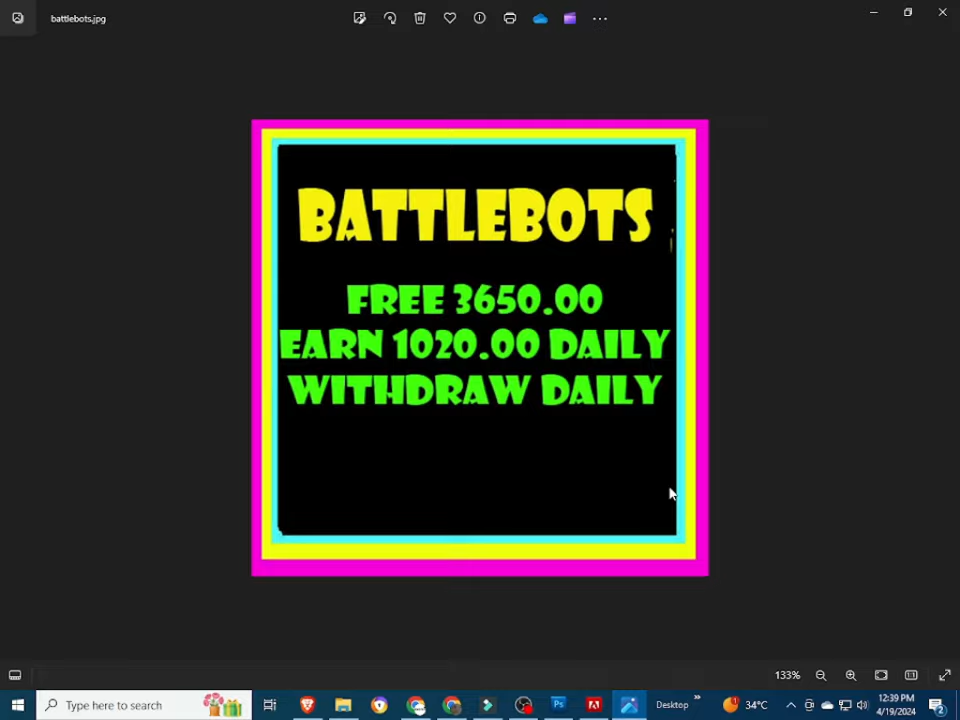 battlebots.jpg
BATTLEBOTS
FREE 3650.00
EARN 1020.00 DAILY
WITHDRAW DAILY
133%
Type here to search
Desktop
34°C
12:39 PM
4/19/2024
2